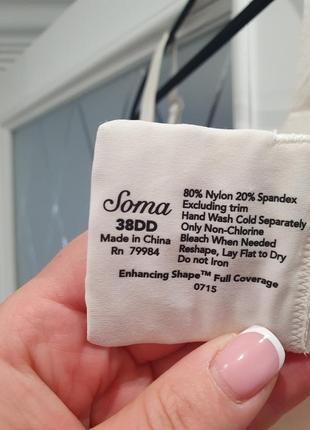 Soma
38DD
Made in China
Rn 79984
80% Nylon 20% Spandex
Excluding trim
Hand Wash Cold Separately
Only Non-Chlorine
Bleach When Needed
Reshape, Lay Flat to Dry
Do not Iron
Enhancing Shape™ Full Coverage
0715